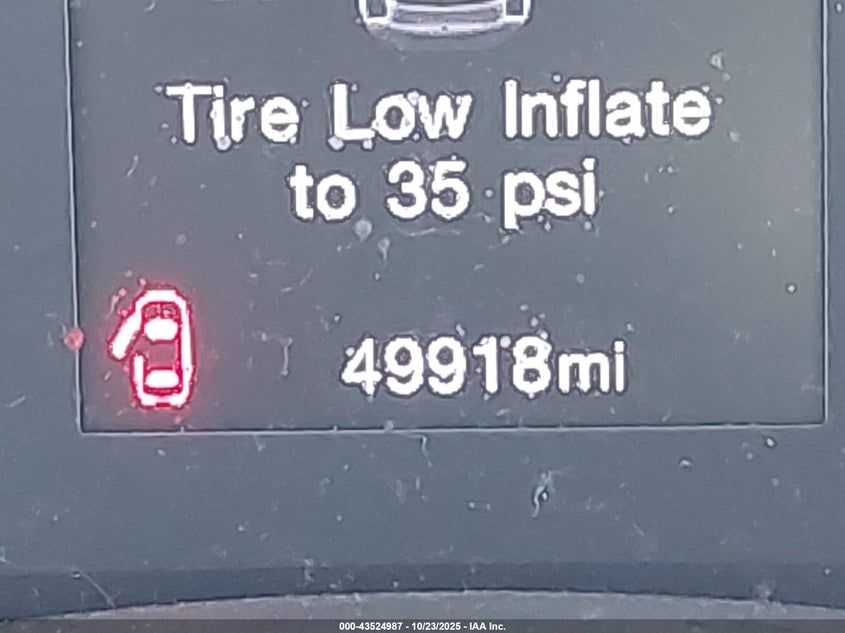 Tire Low Inflate
to 35 psi
49918mi
000-43524987 - 10/23/2025 - IAA Inc.